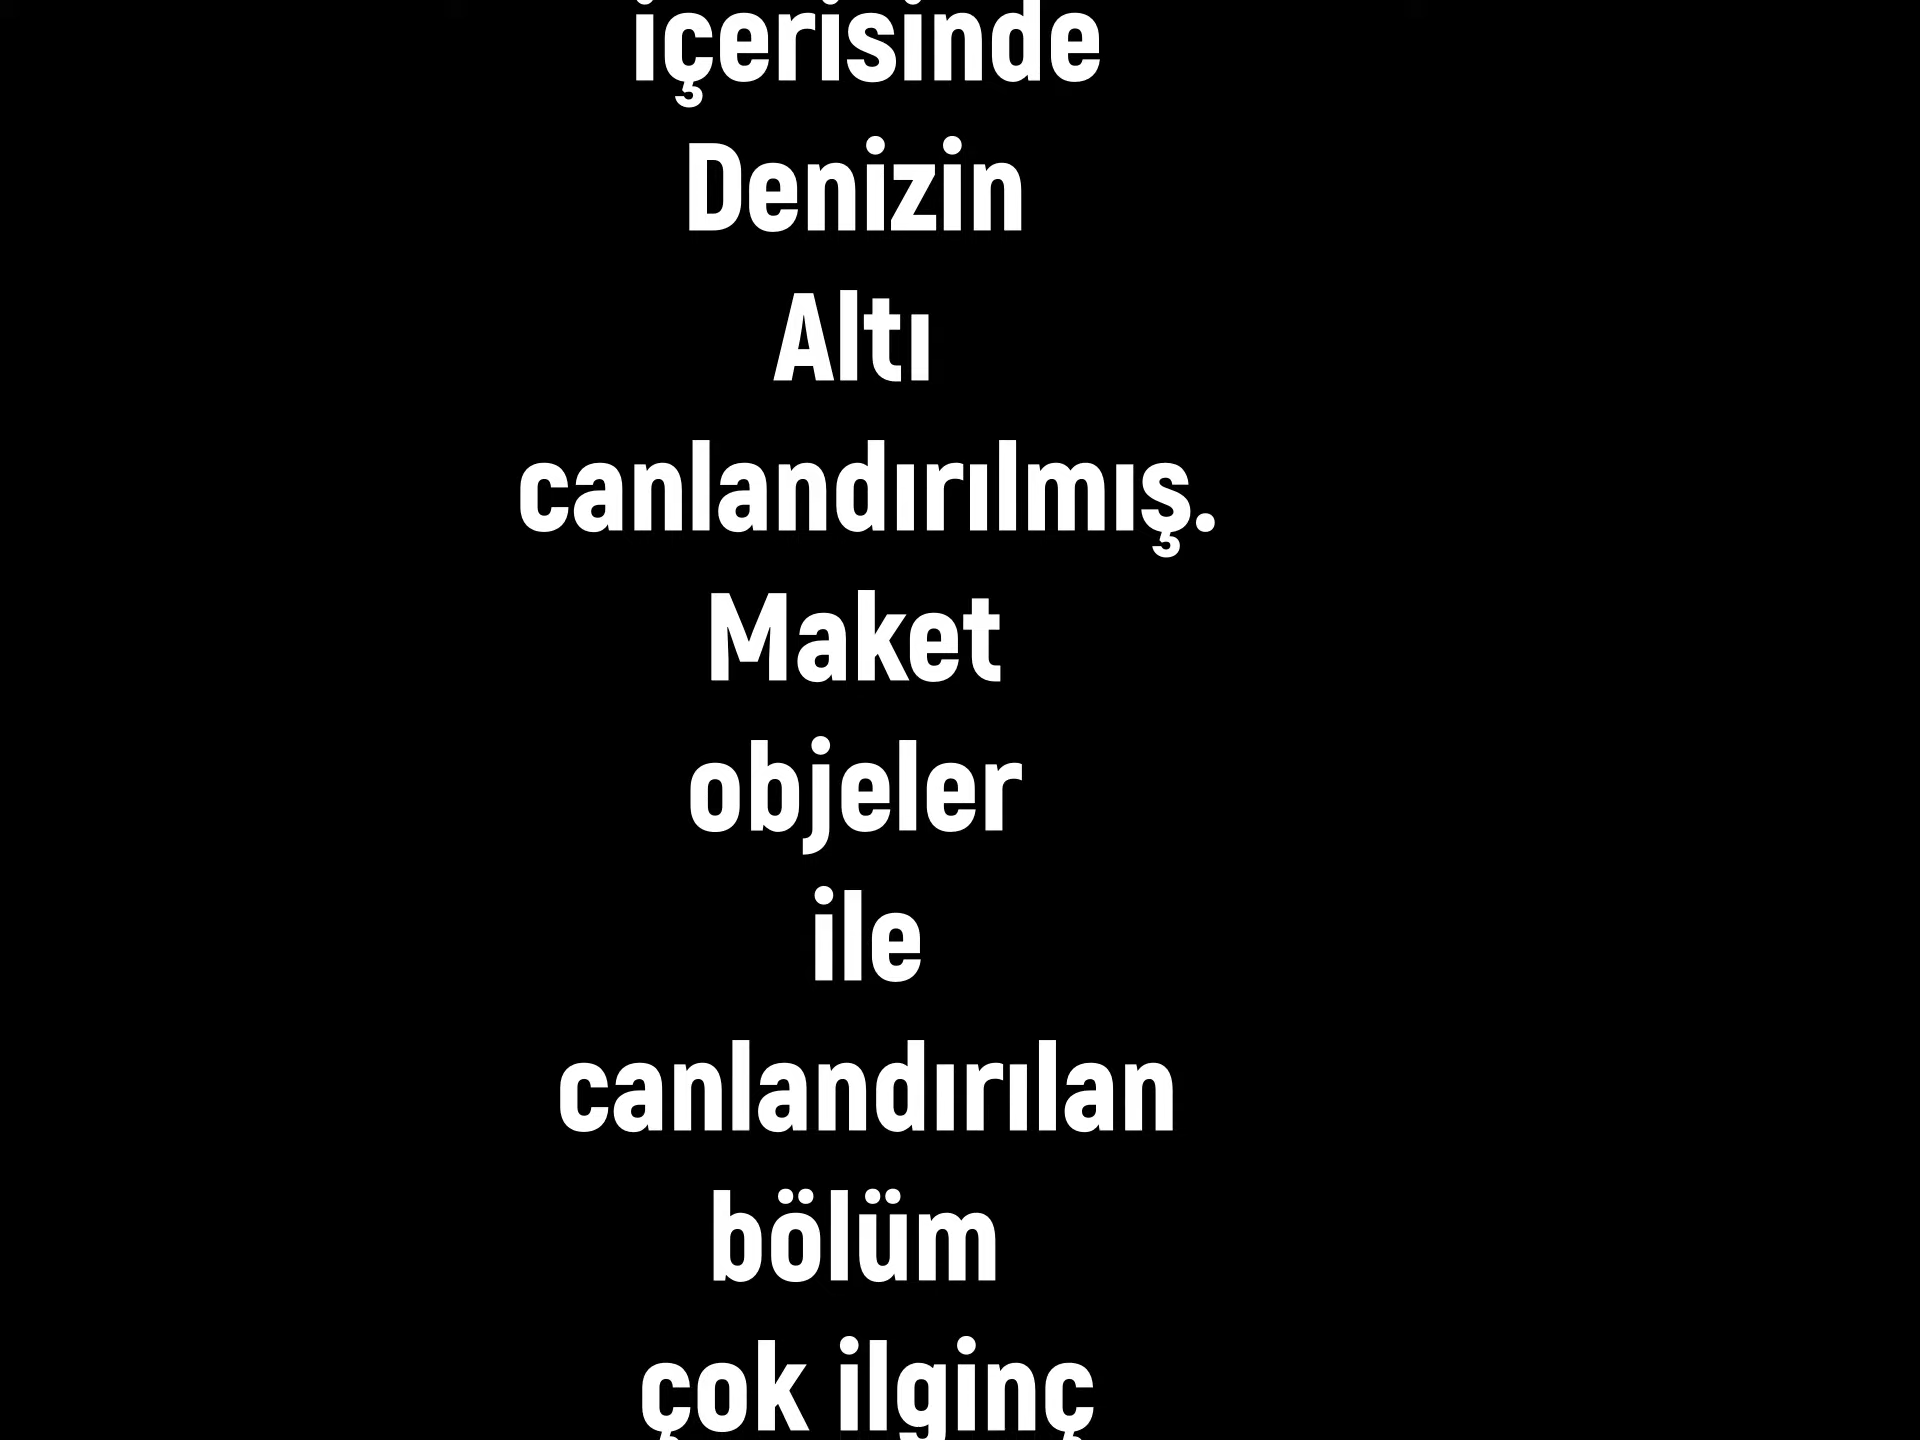 içerisinde
Denizin
Altı
canlandırılmış.
Maket
objeler
ile
canlandırılan
bölüm
çok ilginç